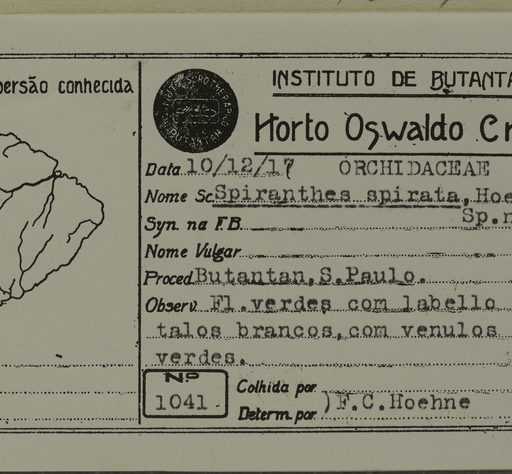 persão conhecida
INSTITUTO DE BUTANTA
Horto Oswaldo Cr
Data 10/12/17 ORCHIDACEAE
Nome Sc. Spiranthes spirata, Hoe
Syn. na F.B. Sp.n
Nome Vulgar
Proced. Butantan, S.Paulo.
Observ. Fl.verdes com labello
talos brancos, com venulos
verdes.
N.o
1041
Colhida por
Determ. por ) F.C.Hoehne